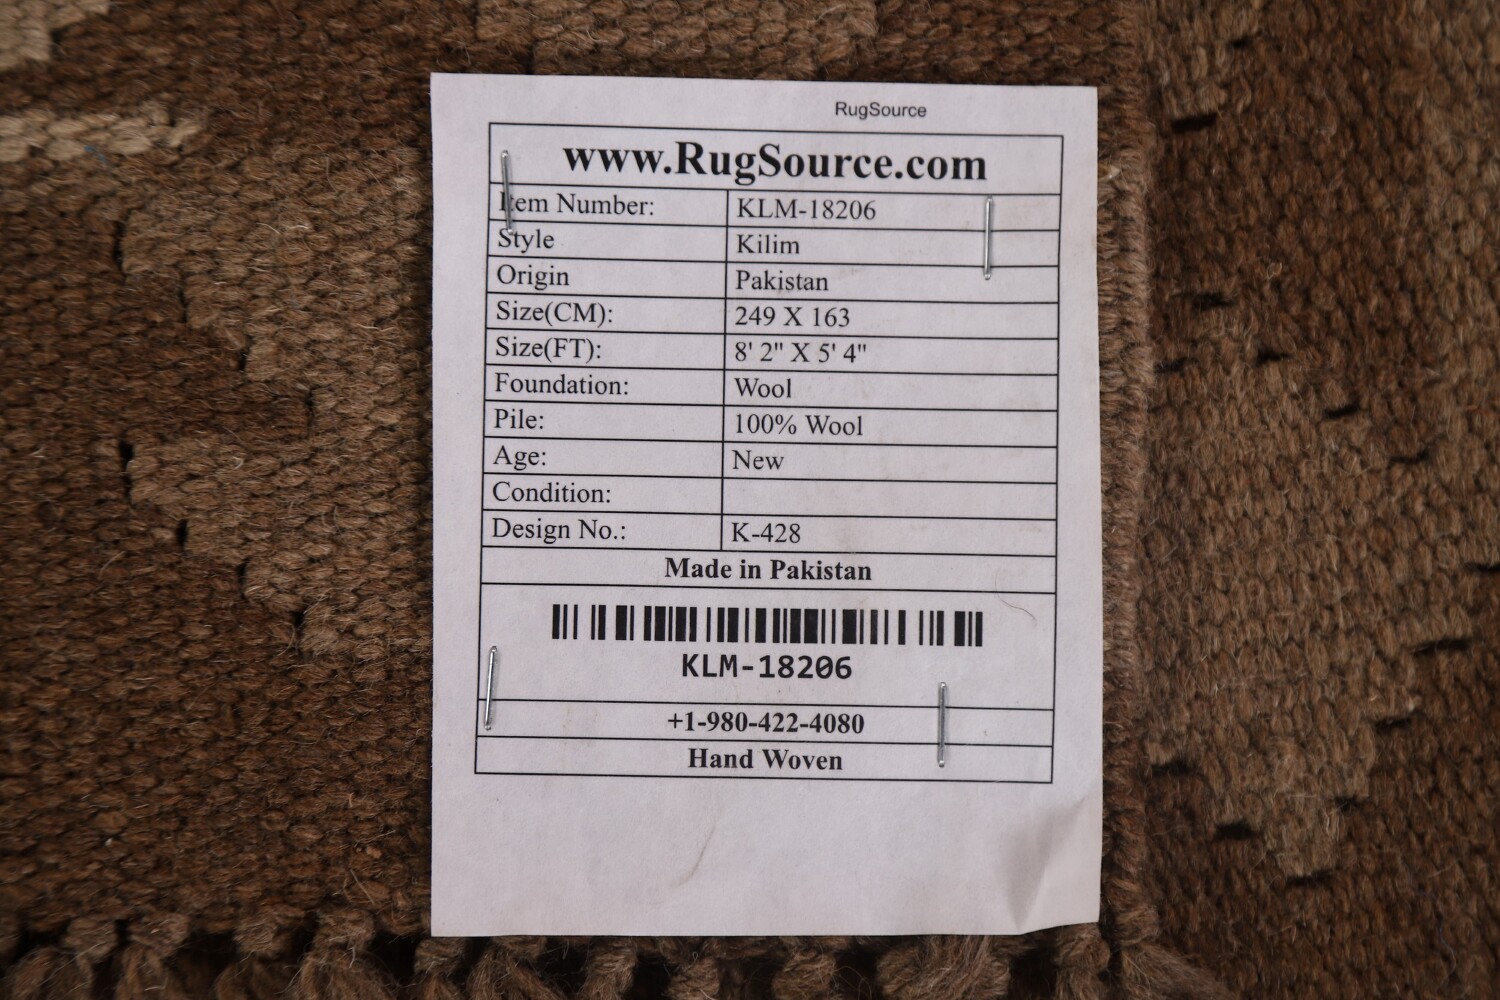 RugSource
www.RugSource.com
Item Number: KLM-18206
Style Kilim
Origin Pakistan
Size(CM): 249 X 163
Size(FT): 8' 2" X 5' 4"
Foundation: Wool
Pile: 100% Wool
Age: New
Condition:
Design No.: K-428
Made in Pakistan
KLM-18206
+1-980-422-4080
Hand Woven